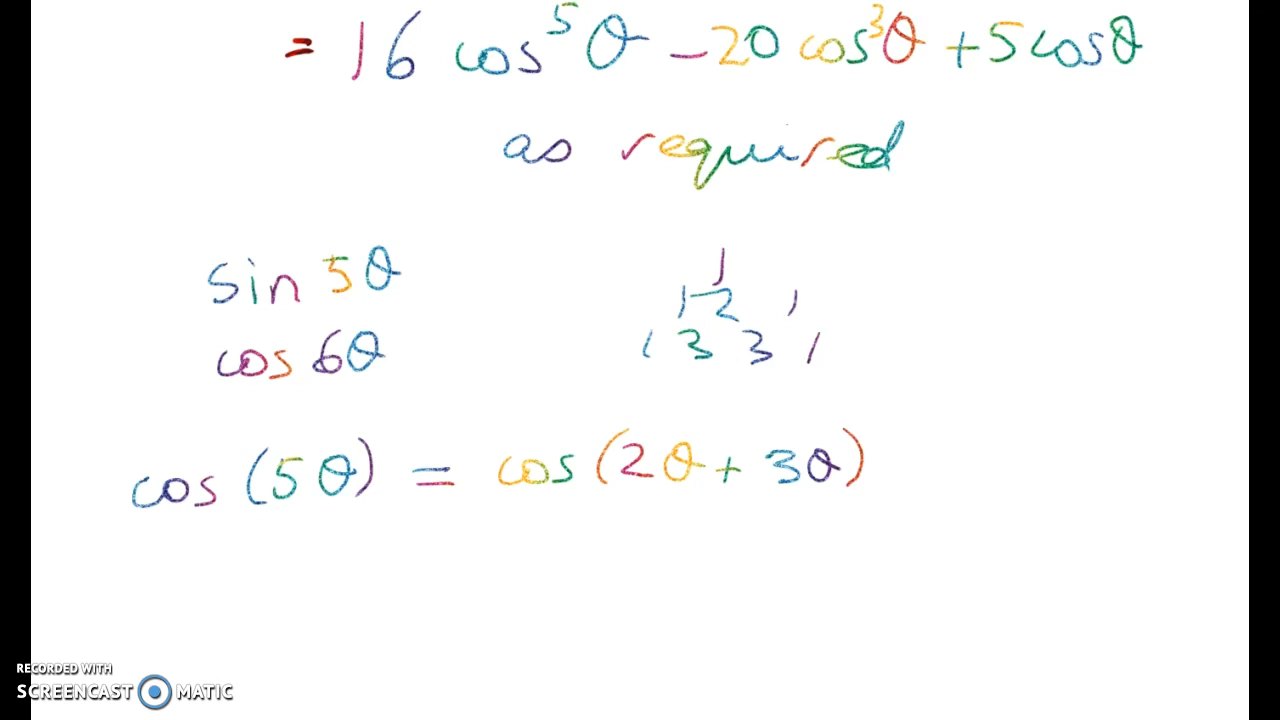 = 16 cos⁵θ - 20 cos³θ + 5 cosθ
as required
sin 5θ
cos 6θ
1
1 2 1
1 3 3 1
cos (5θ) = cos (2θ + 3θ)
RECORDED WITH
SCREENCAST MATIC